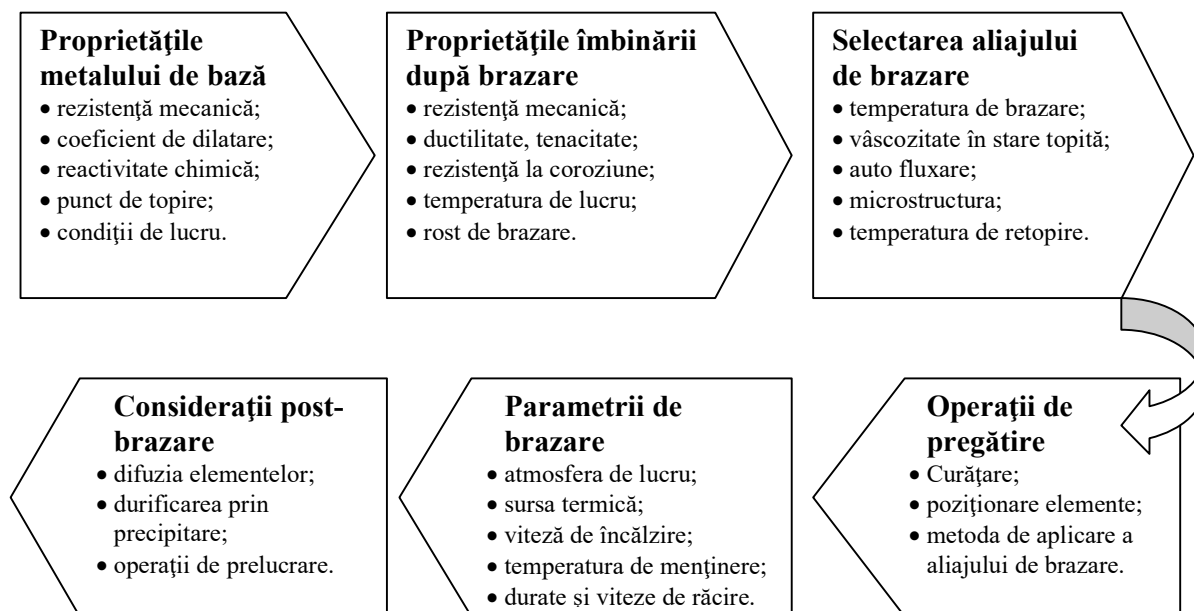 Proprietăţile
metalului de bază
• rezistenţă mecanică;
• coeficient de dilatare;
• reactivitate chimică;
• punct de topire;
• condiţii de lucru.
Proprietăţile îmbinării
după brazare
• rezistenţă mecanică;
• ductilitate, tenacitate;
• rezistenţă la coroziune;
• temperatura de lucru;
• rost de brazare.
Selectarea aliajului
de brazare
• temperatura de brazare;
• vâscozitate în stare topită;
• auto fluxare;
• microstructura;
• temperatura de retopire.
Operaţii de
pregătire
• Curăţare;
• poziţionare elemente;
• metoda de aplicare a
aliajului de brazare.
Parametrii de
brazare
• atmosfera de lucru;
• sursa termică;
• viteză de încălzire;
• temperatura de menţinere;
• durate şi viteze de răcire.
Consideraţii post-
brazare
• difuzia elementelor;
• durificarea prin
precipitare;
• operaţii de prelucrare.